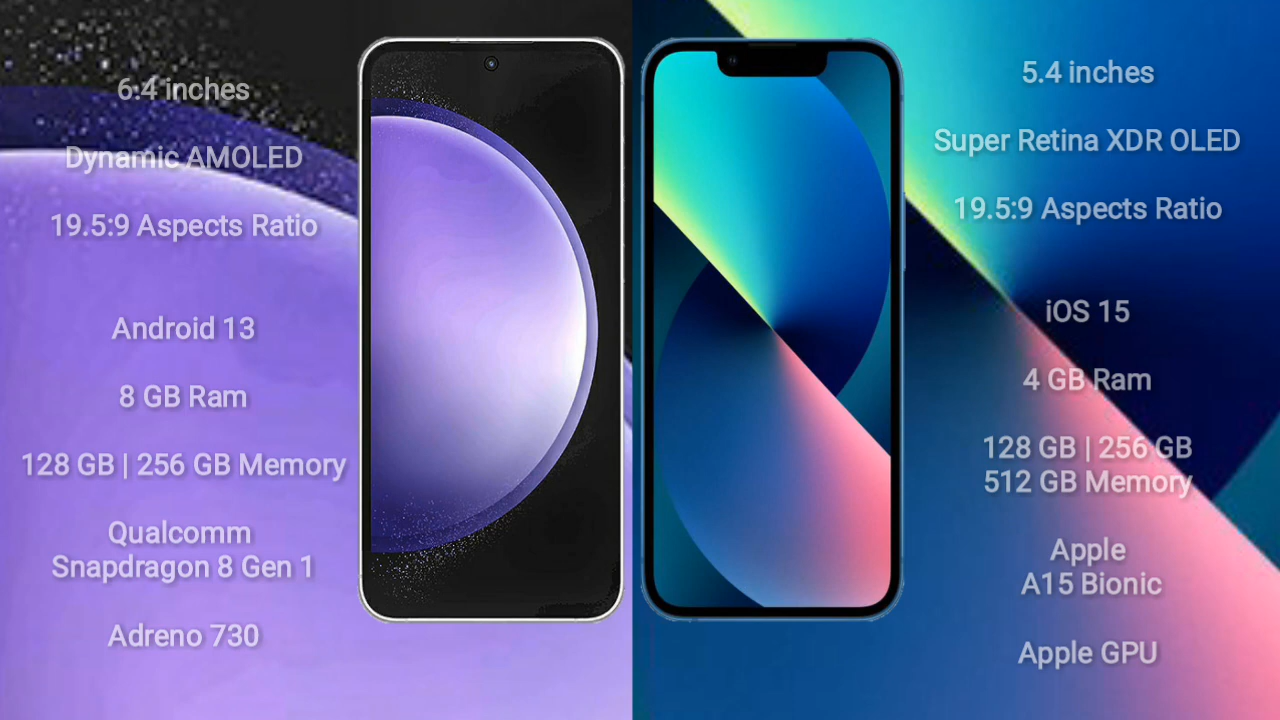 6.4 inches
Dynamic AMOLED
19.5:9 Aspects Ratio
Android 13
8 GB Ram
128 GB | 256 GB Memory
Qualcomm
Snapdragon 8 Gen 1
Adreno 730
5.4 inches
Super Retina XDR OLED
19.5:9 Aspects Ratio
iOS 15
4 GB Ram
128 GB | 256 GB
512 GB Memory
Apple
A15 Bionic
Apple GPU